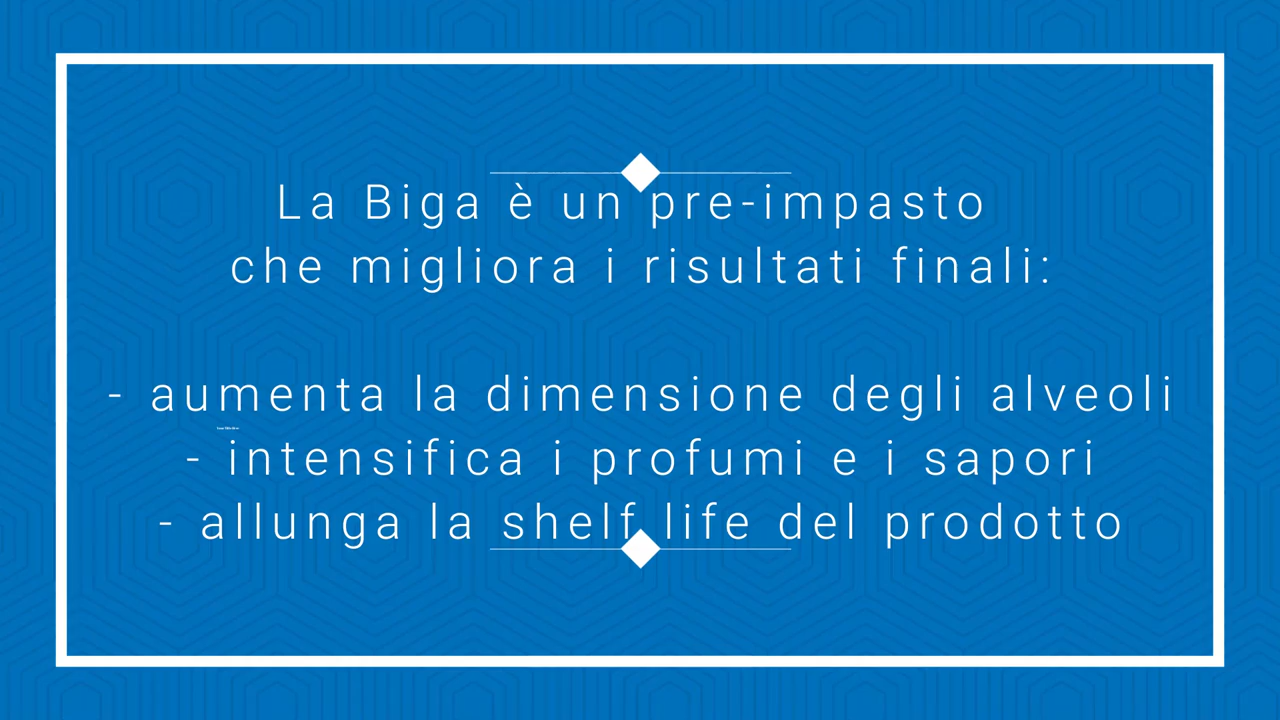 La Biga è un pre-impasto
che migliora i risultati finali:
- aumenta la dimensione degli alveoli
- intensifica i profumi e i sapori
- allunga la shelf life del prodotto